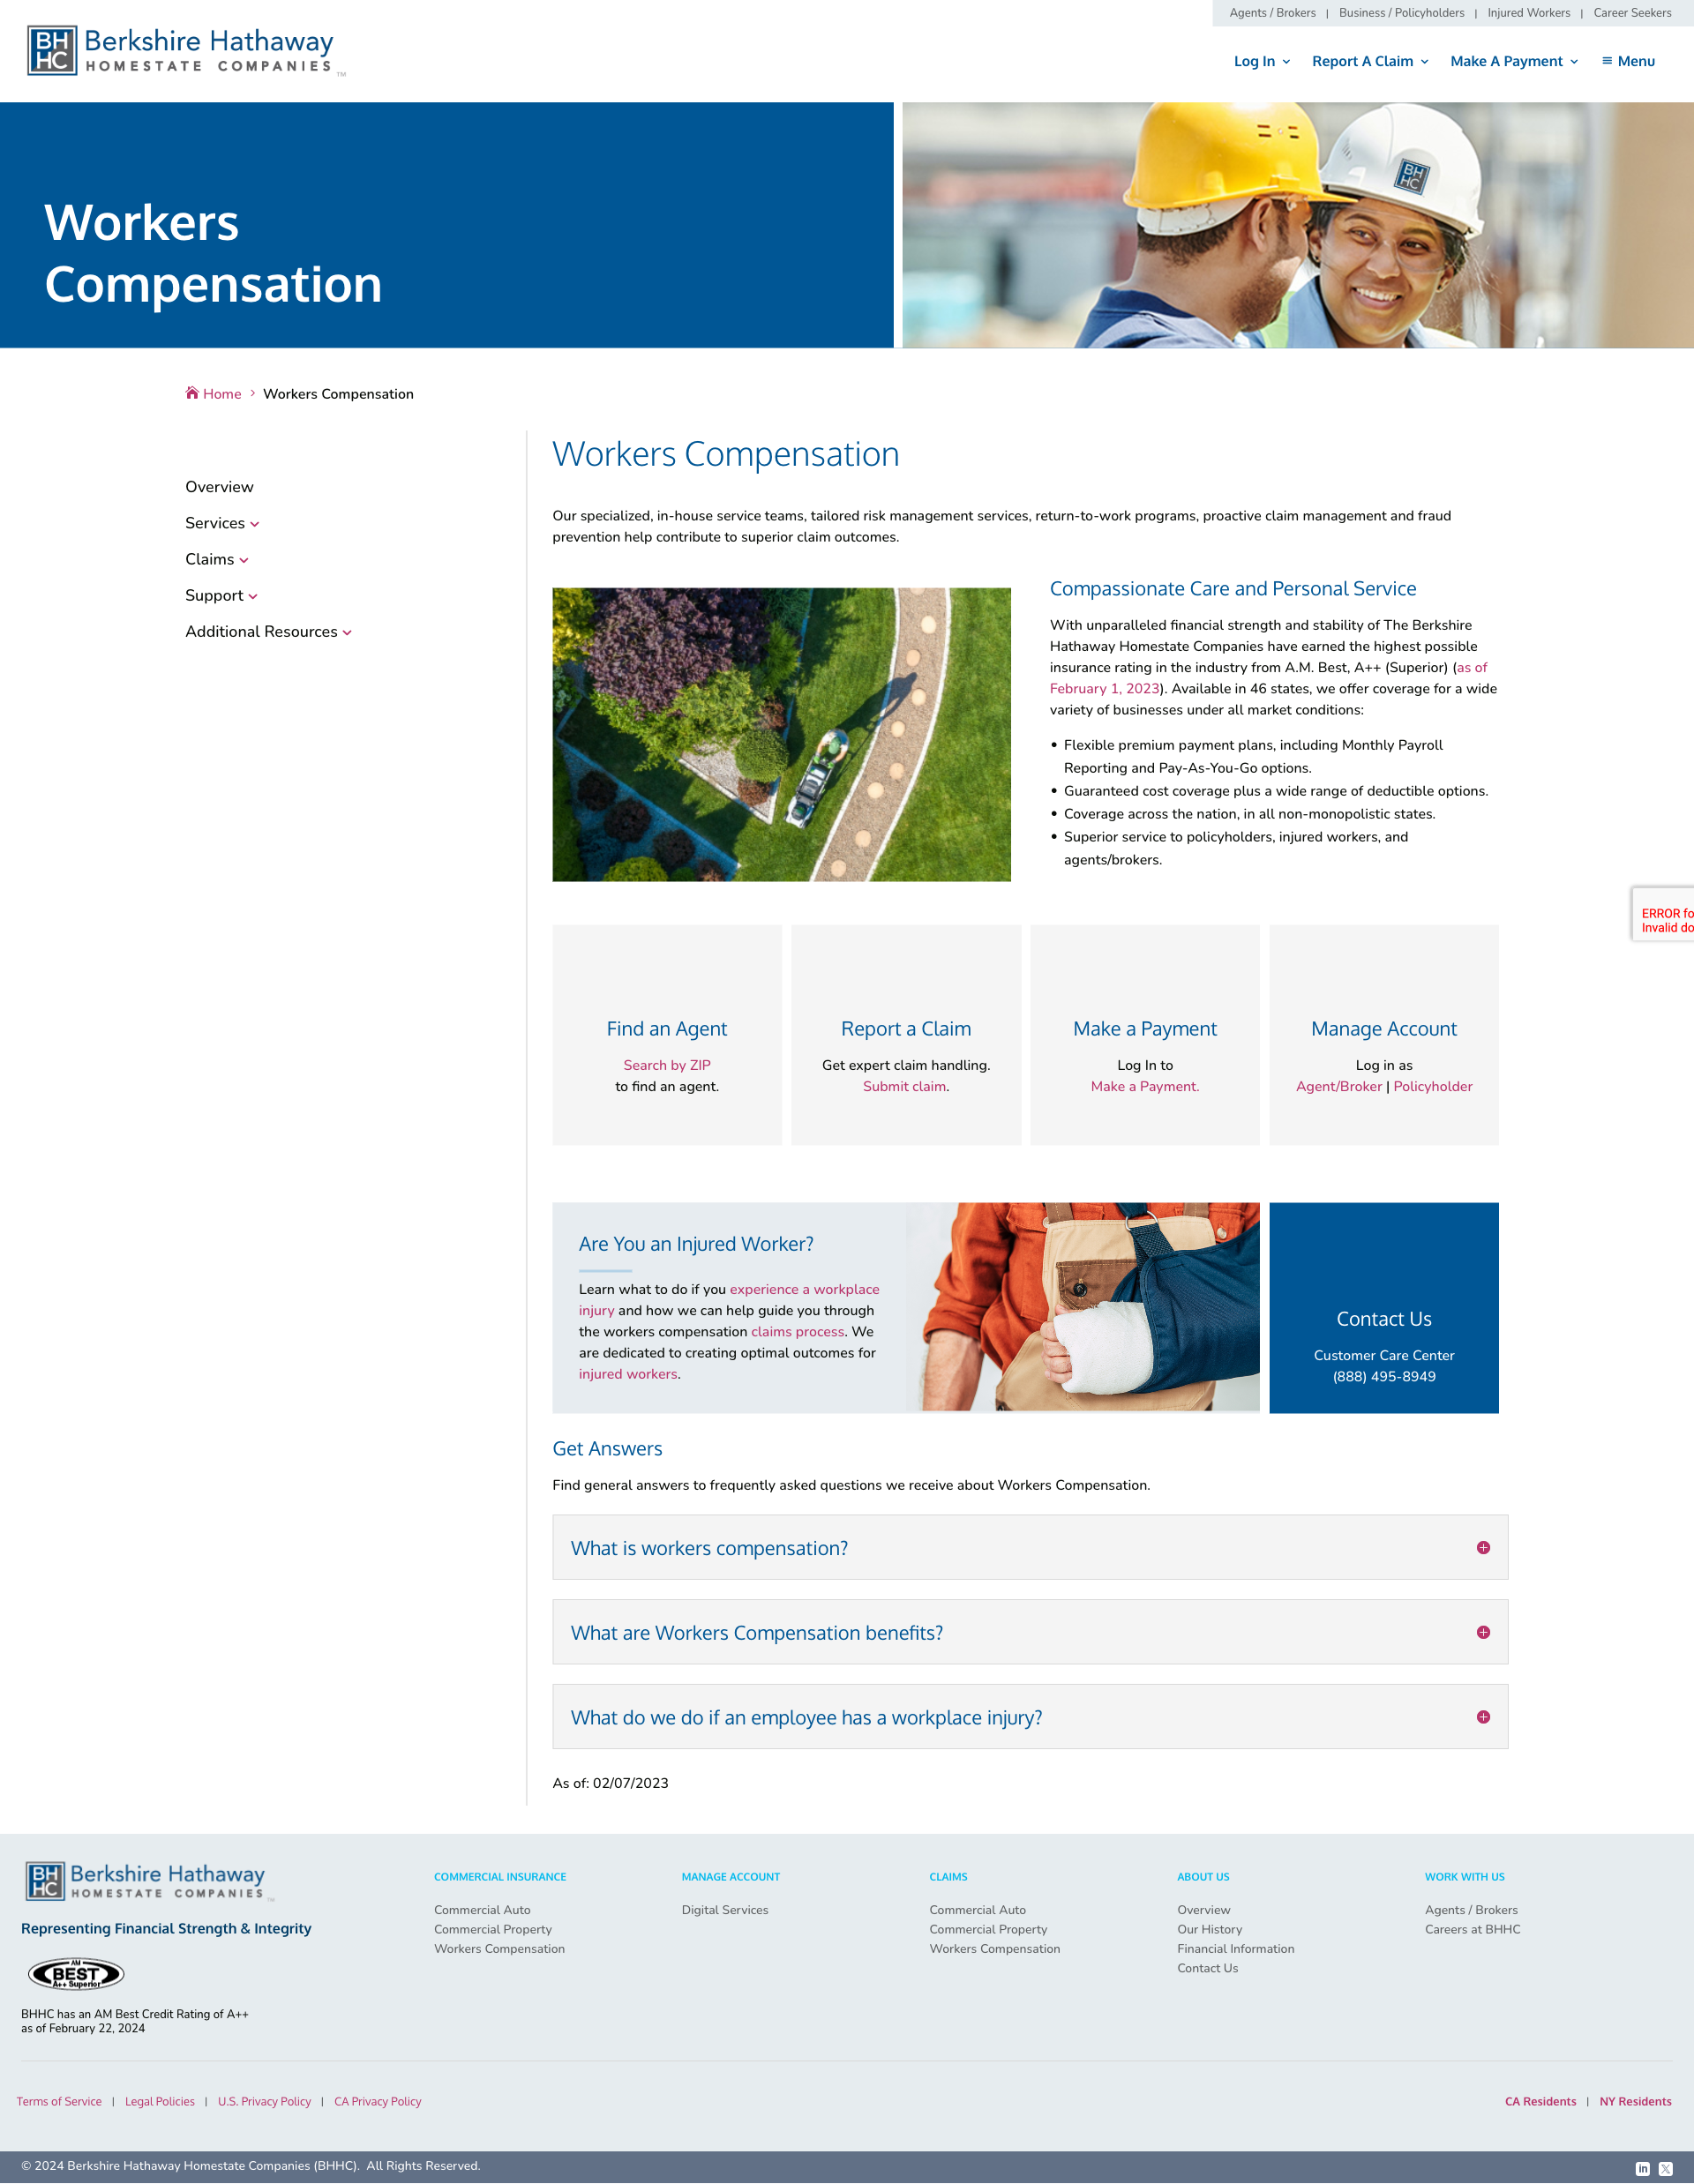 Agents / Brokers | Business / Policyholders | Injured Workers | Career Seekers
BH
HC
Berkshire Hathaway
HOMESTATE COMPANIES TM
Log In Report A Claim Make A Payment Menu
Workers
Compensation
BH
HC
Home Workers Compensation
Overview
Services
Claims
Support
Additional Resources
Workers Compensation
Our specialized, in-house service teams, tailored risk management services, return-to-work programs, proactive claim management and fraud
prevention help contribute to superior claim outcomes.
Compassionate Care and Personal Service
With unparalleled financial strength and stability of The Berkshire
Hathaway Homestate Companies have earned the highest possible
insurance rating in the industry from A.M. Best, A++ (Superior) (as of
February 1, 2023). Available in 46 states, we offer coverage for a wide
variety of businesses under all market conditions:
• Flexible premium payment plans, including Monthly Payroll
Reporting and Pay-As-You-Go options.
• Guaranteed cost coverage plus a wide range of deductible options.
• Coverage across the nation, in all non-monopolistic states.
• Superior service to policyholders, injured workers, and
agents/brokers.
ERROR fo
Invalid do
Find an Agent
Search by ZIP
to find an agent.
Report a Claim
Get expert claim handling.
Submit claim.
Make a Payment
Log In to
Make a Payment.
Manage Account
Log in as
Agent/Broker | Policyholder
Are You an Injured Worker?
Learn what to do if you experience a workplace
injury and how we can help guide you through
the workers compensation claims process. We
are dedicated to creating optimal outcomes for
injured workers.
Contact Us
Customer Care Center
(888) 495-8949
Get Answers
Find general answers to frequently asked questions we receive about Workers Compensation.
What is workers compensation?
What are Workers Compensation benefits?
What do we do if an employee has a workplace injury?
As of: 02/07/2023
BH
HC
Berkshire Hathaway
HOMESTATE COMPANIES TM
Representing Financial Strength & Integrity
AM
BEST
A++ Superior
BHHC has an AM Best Credit Rating of A++
as of February 22, 2024
COMMERCIAL INSURANCE
Commercial Auto
Commercial Property
Workers Compensation
MANAGE ACCOUNT
Digital Services
CLAIMS
Commercial Auto
Commercial Property
Workers Compensation
ABOUT US
Overview
Our History
Financial Information
Contact Us
WORK WITH US
Agents / Brokers
Careers at BHHC
Terms of Service | Legal Policies | U.S. Privacy Policy | CA Privacy Policy
CA Residents | NY Residents
© 2024 Berkshire Hathaway Homestate Companies (BHHC). All Rights Reserved.
in X